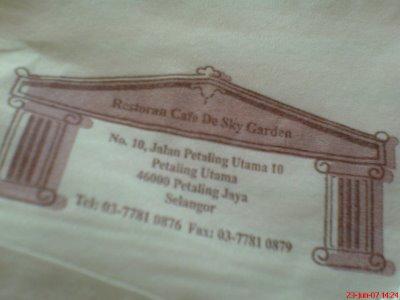 Restoran Cafe De Sky Garden
No. 10, Jalan Petaling Utama 10
Petaling Utama
46000 Petaling Jaya
Selangor
Tel: 03-7781 0876 Fax: 03-7781 0879
23-Jun-07 14:24